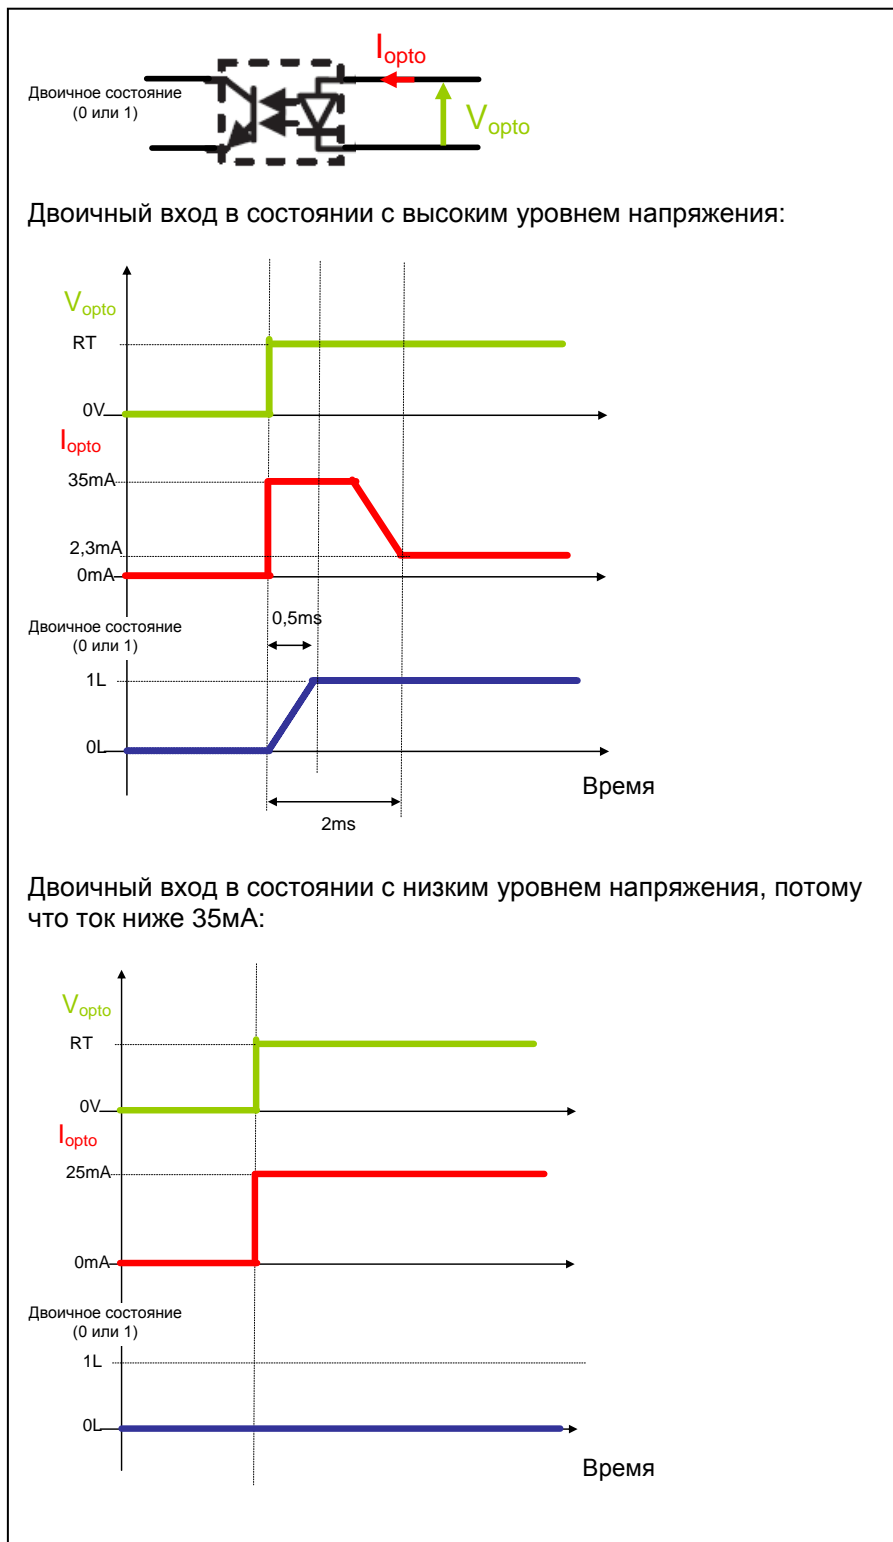 Iopto
Двоичное состояние
(0 или 1)
Vopto
Двоичный вход в состоянии с высоким уровнем напряжения:
Vopto
RT
0V
Iopto
35mA
2,3mA
0mA
0,5ms
Двоичное состояние
(0 или 1)
1L
0L
Время
2ms
Двоичный вход в состоянии с низким уровнем напряжения, потому
что ток ниже 35мА:
Vopto
RT
0V
Iopto
25mA
0mA
Двоичное состояние
(0 или 1)
1L
0L
Время